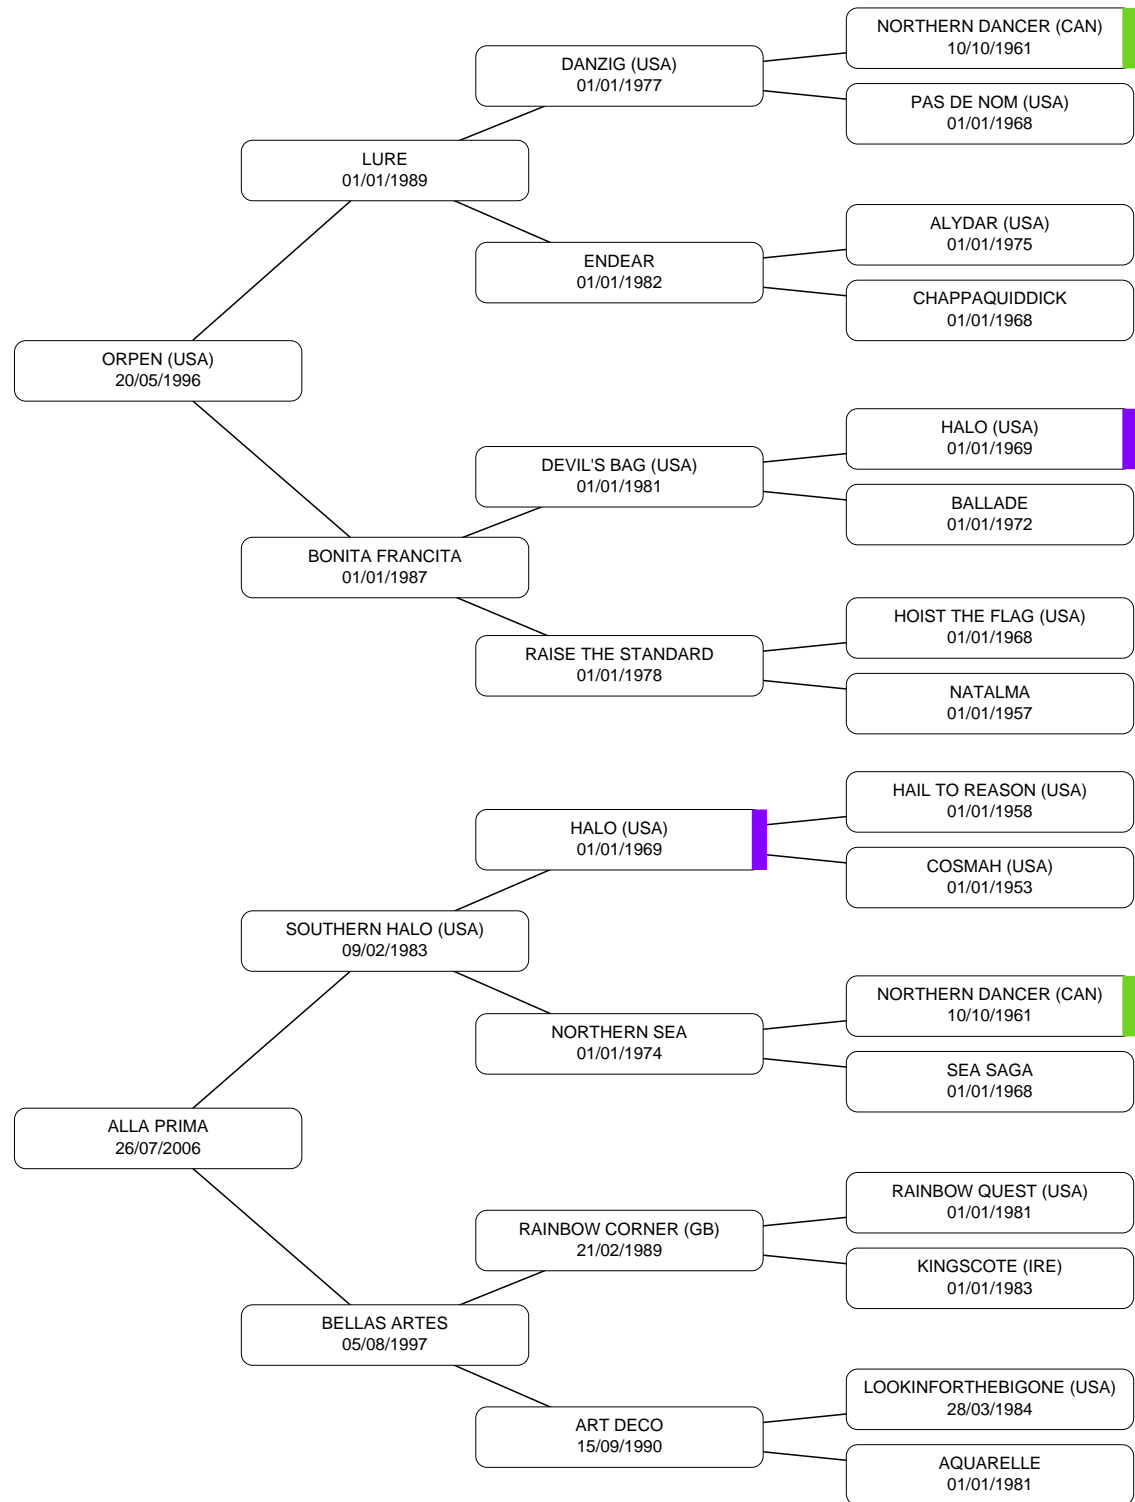 NORTHERN DANCER (CAN)
10/10/1961
DANZIG (USA)
01/01/1977
PAS DE NOM (USA)
01/01/1968
LURE
01/01/1989
ALYDAR (USA)
01/01/1975
ENDEAR
01/01/1982
CHAPPAQUIDDICK
01/01/1968
ORPEN (USA)
20/05/1996
HALO (USA)
01/01/1969
DEVIL'S BAG (USA)
01/01/1981
BALLADE
01/01/1972
BONITA FRANCITA
01/01/1987
HOIST THE FLAG (USA)
01/01/1968
RAISE THE STANDARD
01/01/1978
NATALMA
01/01/1957
HAIL TO REASON (USA)
01/01/1958
HALO (USA)
01/01/1969
COSMAH (USA)
01/01/1953
SOUTHERN HALO (USA)
09/02/1983
NORTHERN DANCER (CAN)
10/10/1961
NORTHERN SEA
01/01/1974
SEA SAGA
01/01/1968
ALLA PRIMA
26/07/2006
RAINBOW QUEST (USA)
01/01/1981
RAINBOW CORNER (GB)
21/02/1989
KINGSCOTE (IRE)
01/01/1983
BELLAS ARTES
05/08/1997
LOOKINFORTHEBIGONE (USA)
28/03/1984
ART DECO
15/09/1990
AQUARELLE
01/01/1981